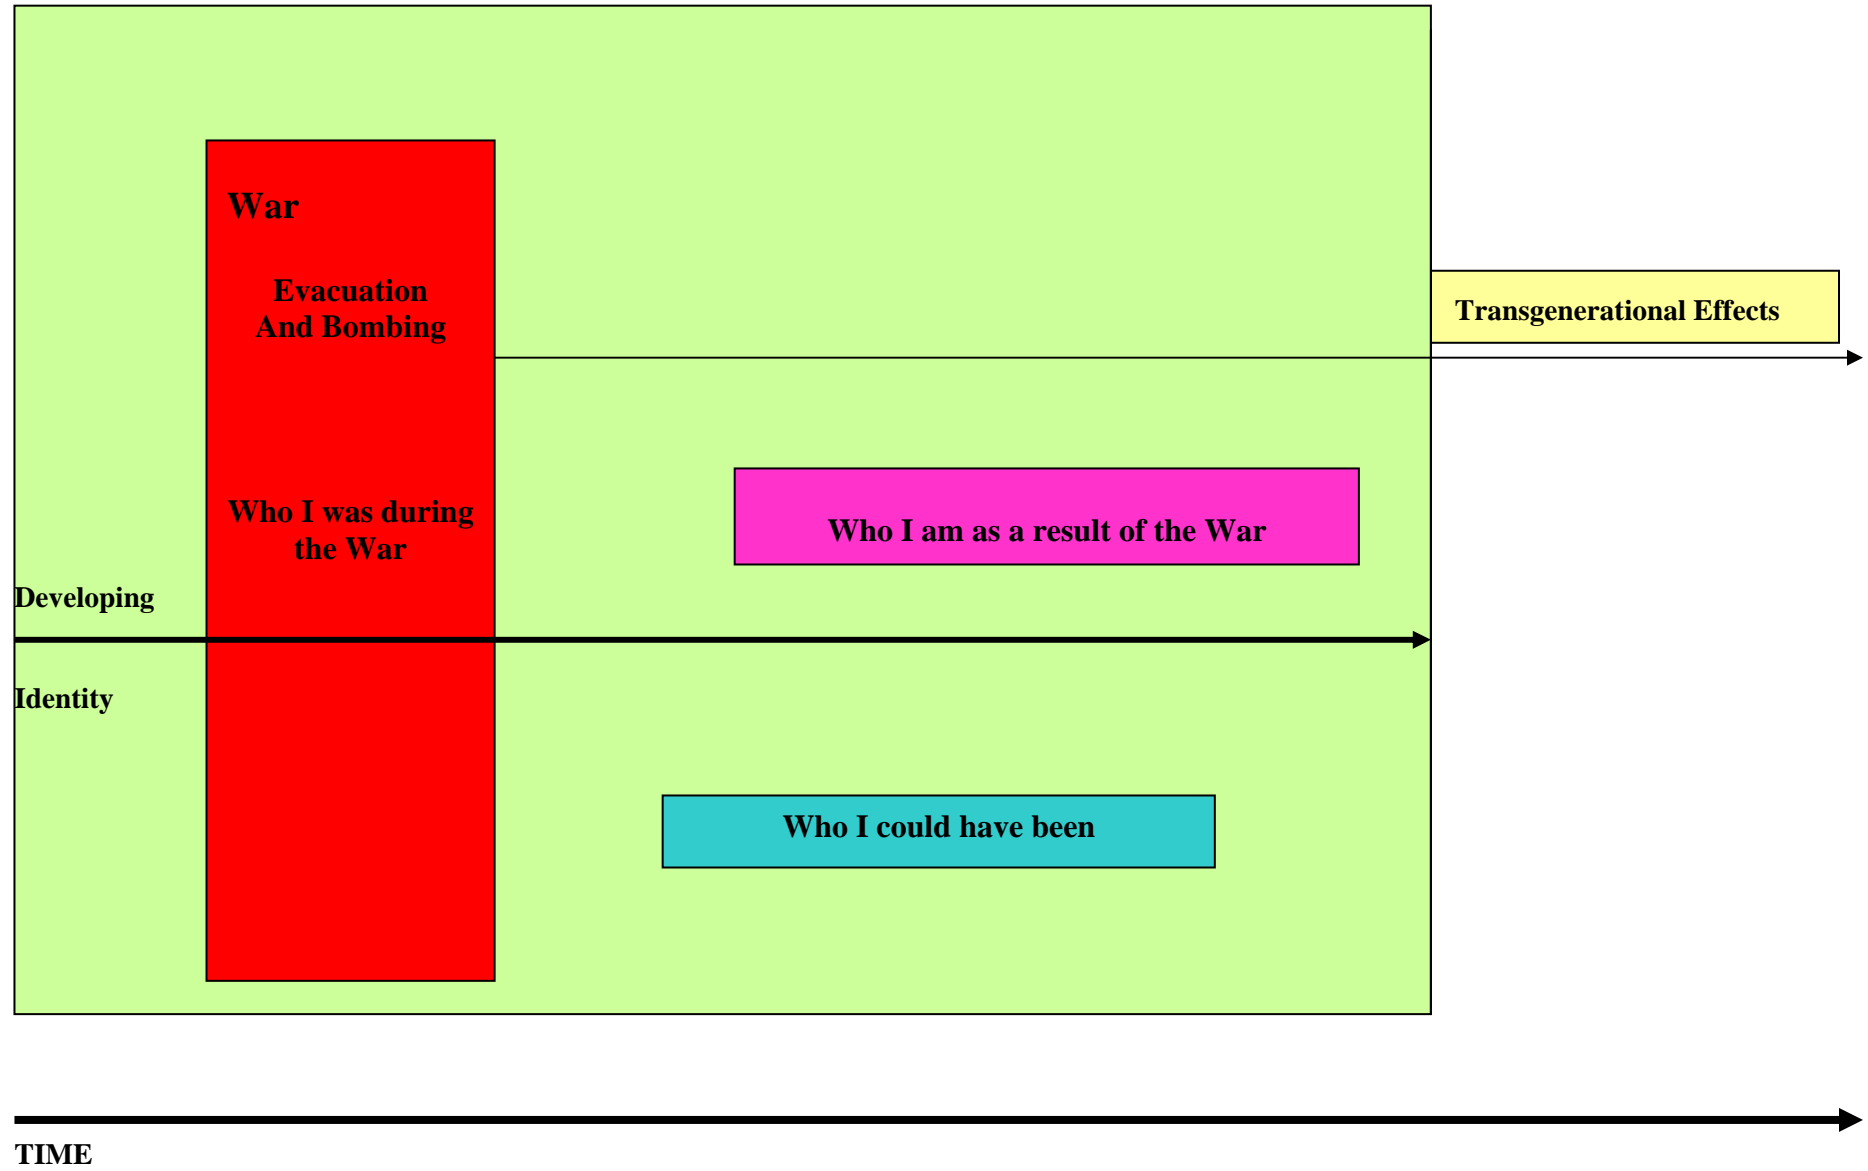 War
Evacuation
And Bombing
Transgenerational Effects
Who I was during
the War
Who I am as a result of the War
Developing
Identity
Who I could have been
TIME